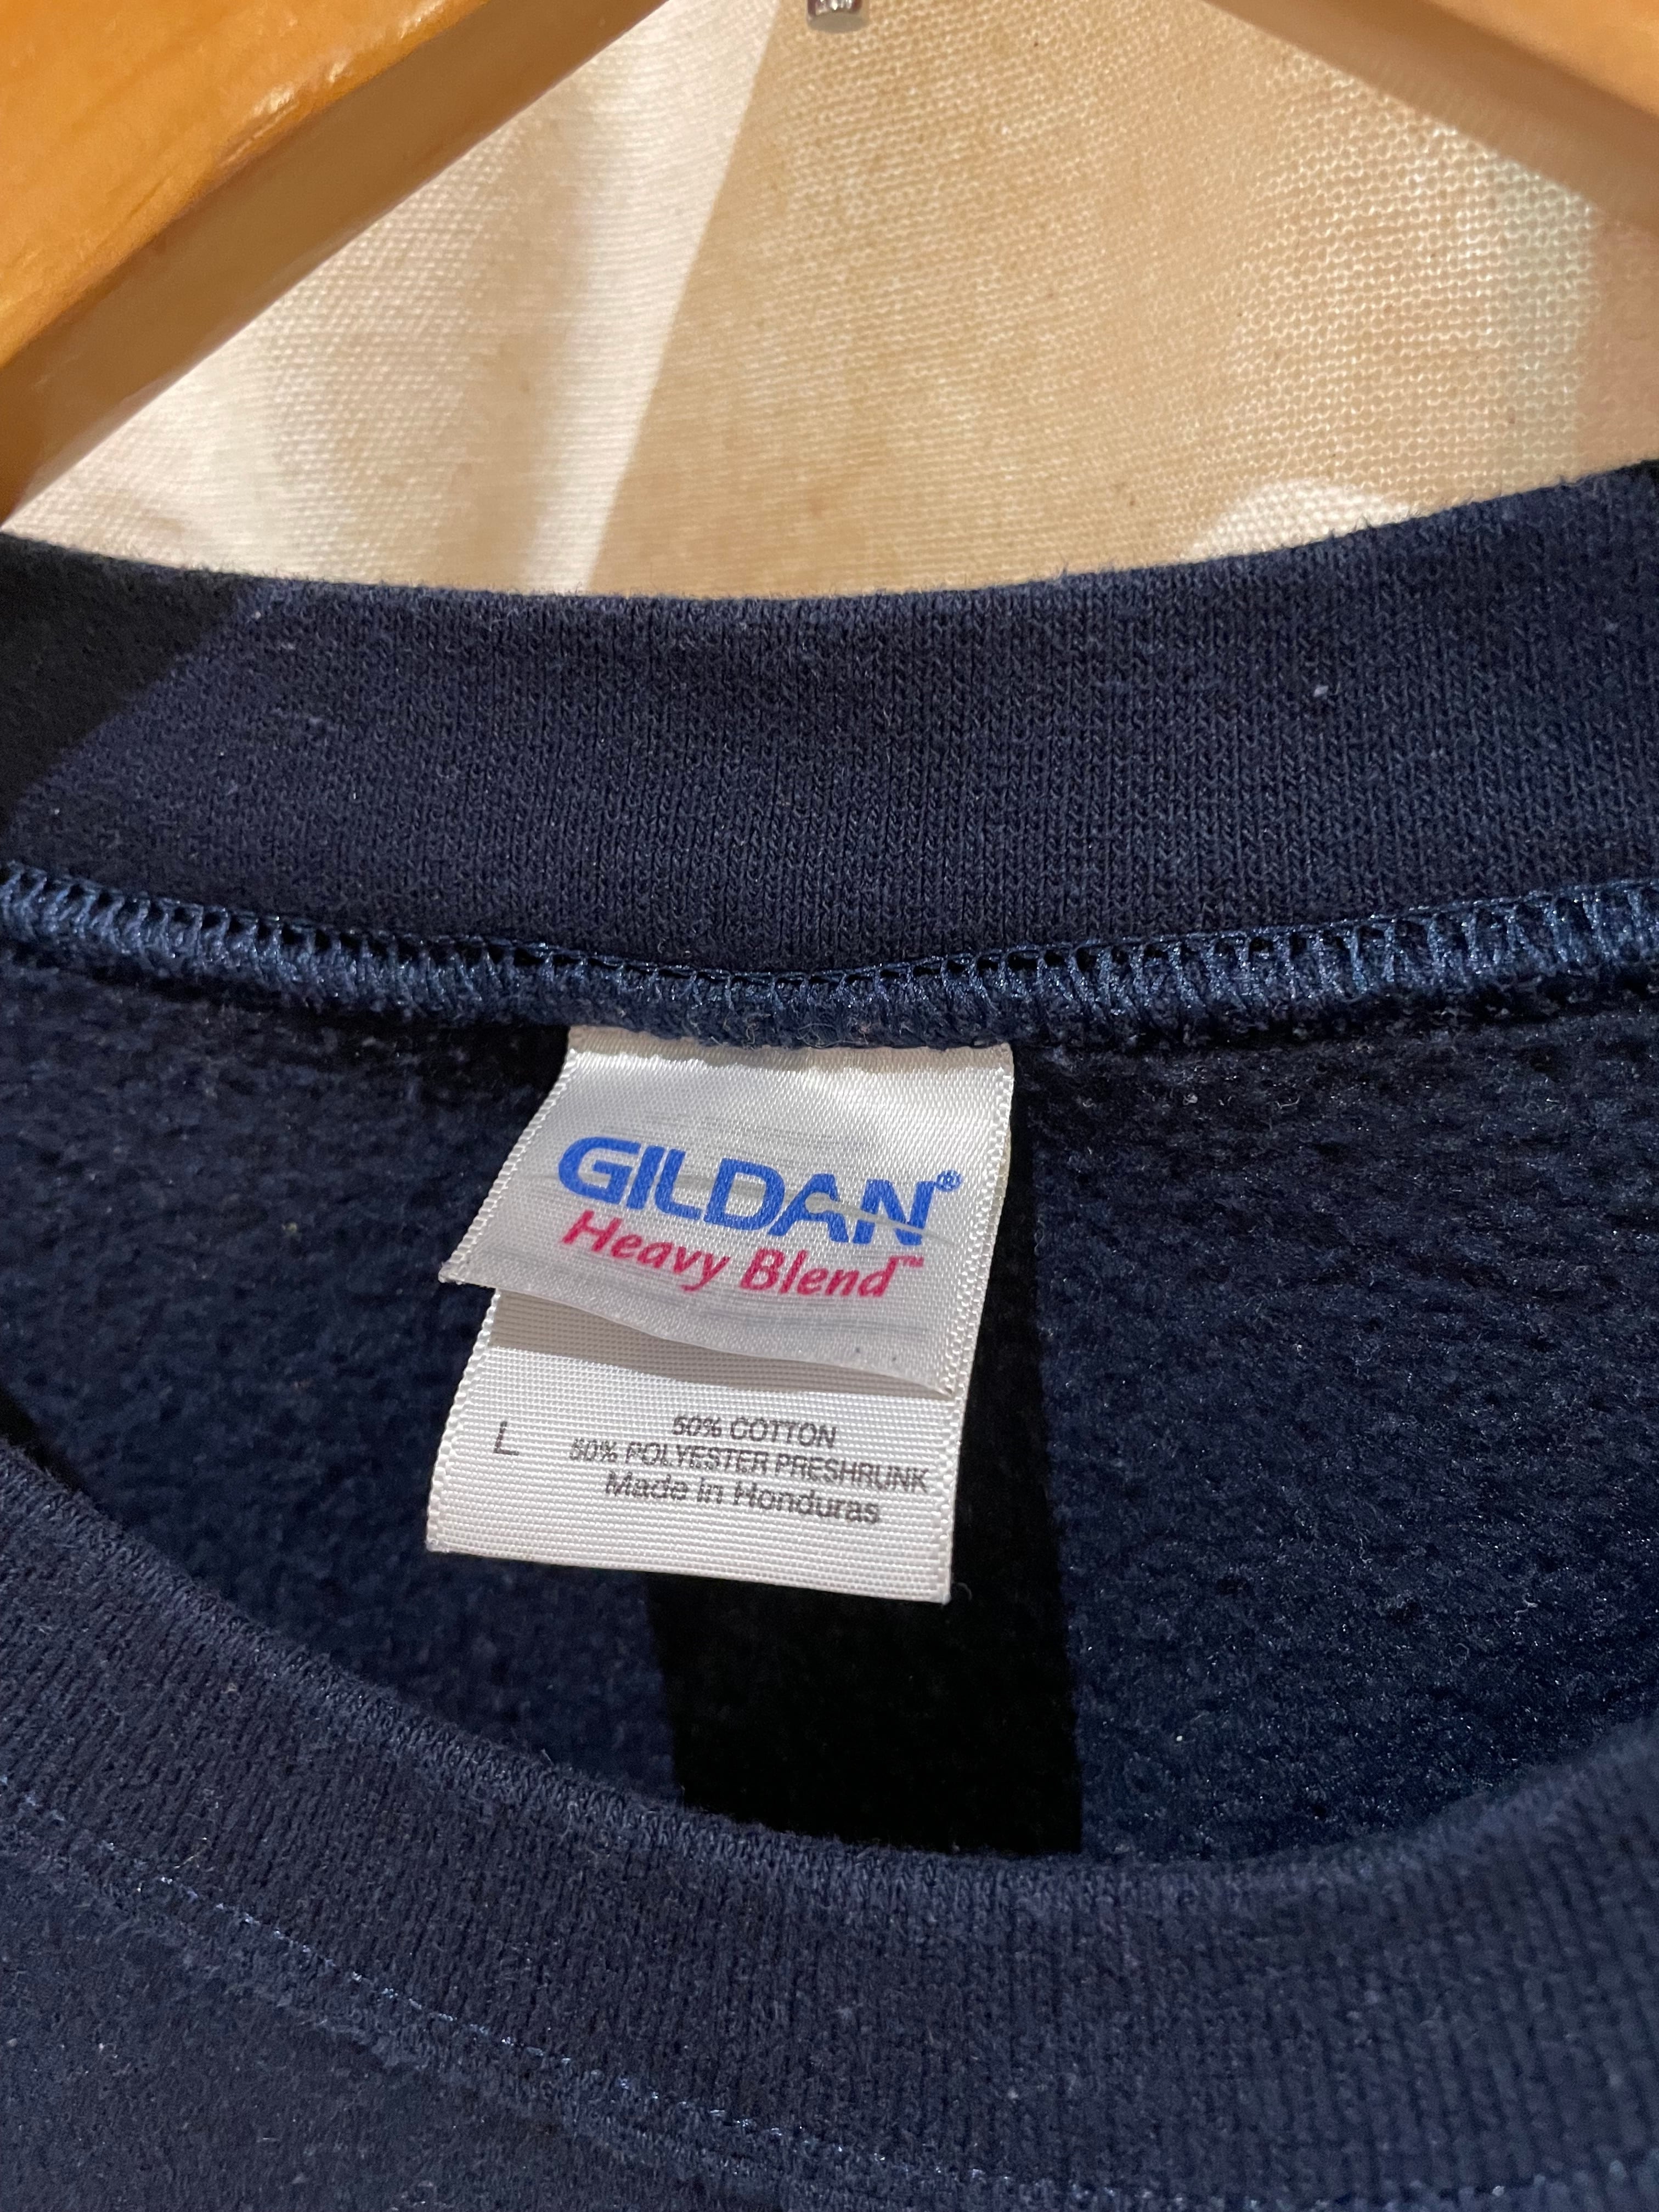 GILDAN®
Heavy Blend™
L
50% COTTON
50% POLYESTER PRESHRUNK
Made in Honduras